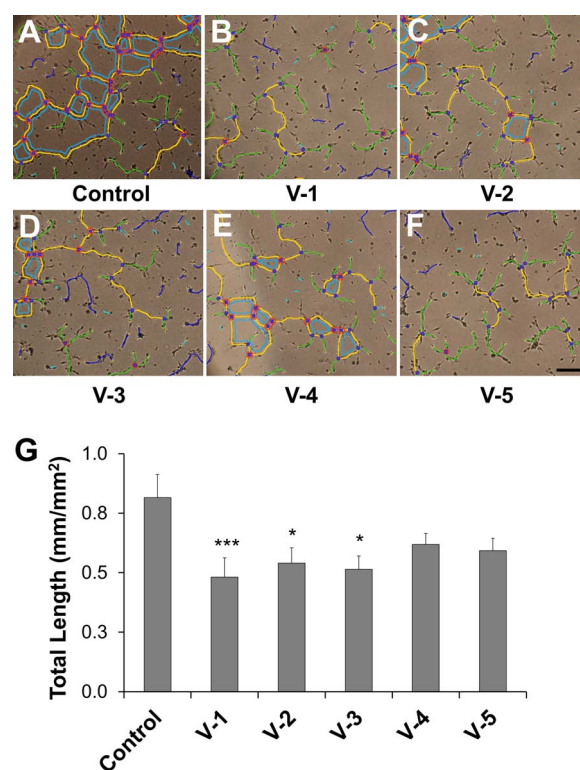 A
B
C
Control
V-1
V-2
D
E
F
V-3
V-4
V-5
G
Total Length (mm/mm²)
1.0
0.8
0.5
0.3
0.0
***
*
*
Control
V-1
V-2
V-3
V-4
V-5